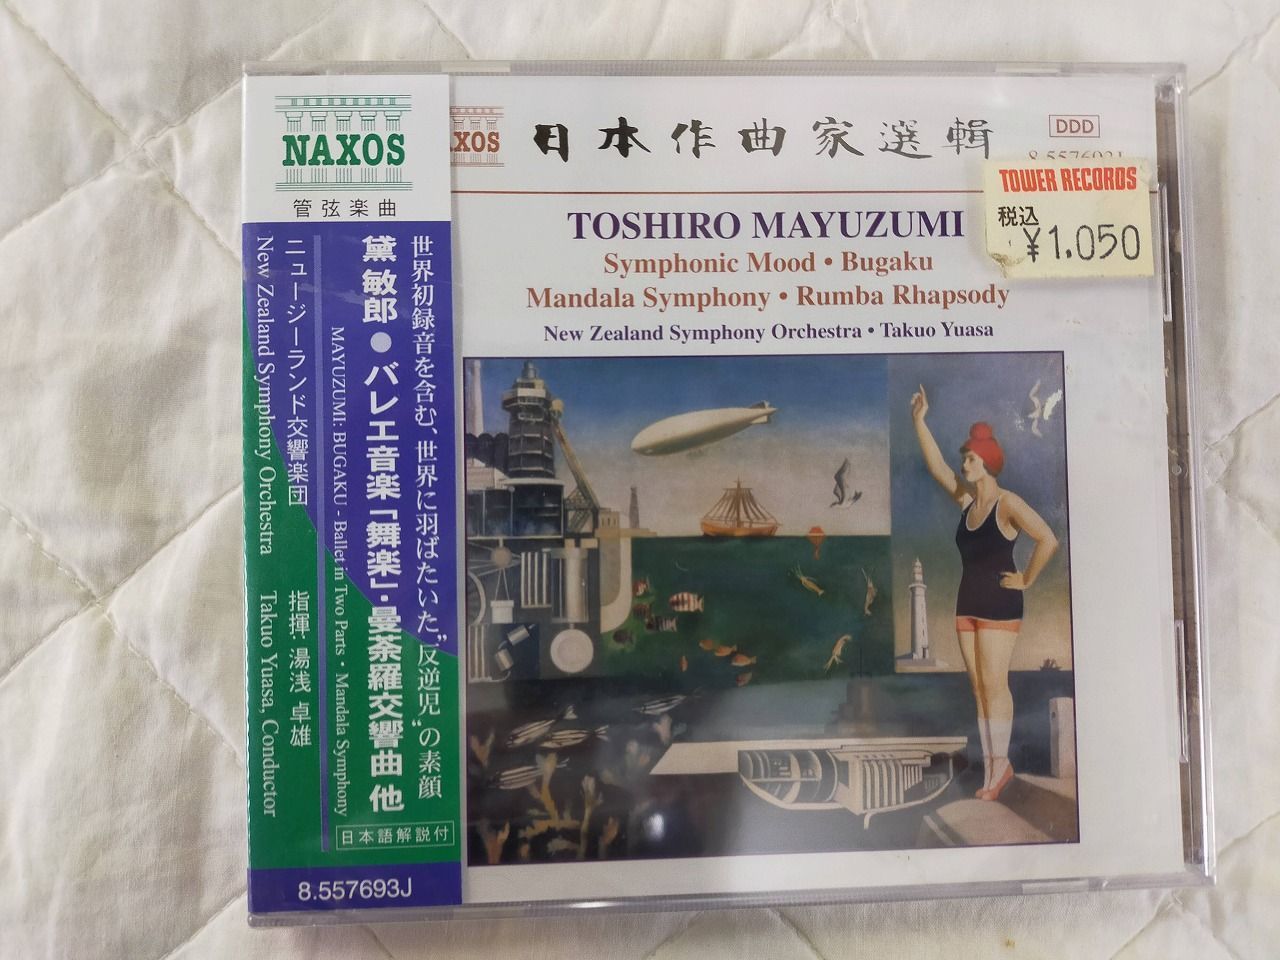 NAXOS
管弦楽曲
世界初録音を含む、世界に羽ばたいた"反逆児"の素顔
黛 敏郎●バレエ音楽「舞楽」・曼荼羅交響曲 他
MAYUZUMI: BUGAKU - Ballet in Two Parts • Mandala Symphony
ニュージーランド交響楽団 指揮:湯浅 卓雄
New Zealand Symphony Orchestra Takuo Yuasa, Conductor
日本語解説付
8.557693J
XOS
日本作曲家選輯
DDD
8.557693J
TOWER RECORDS
税込
¥1,050
TOSHIRO MAYUZUMI
Symphonic Mood • Bugaku
Mandala Symphony • Rumba Rhapsody
New Zealand Symphony Orchestra • Takuo Yuasa